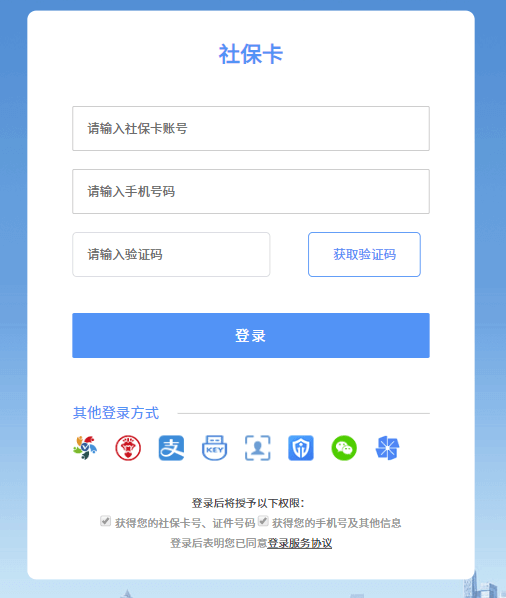 社保卡
请输入社保卡账号
请输入手机号码
请输入验证码
获取验证码
登录
其他登录方式
支
KEY
登录后将授予以下权限：
获得您的社保卡号、证件号码 获得您的手机号及其他信息
登录后表明您已同意登录服务协议